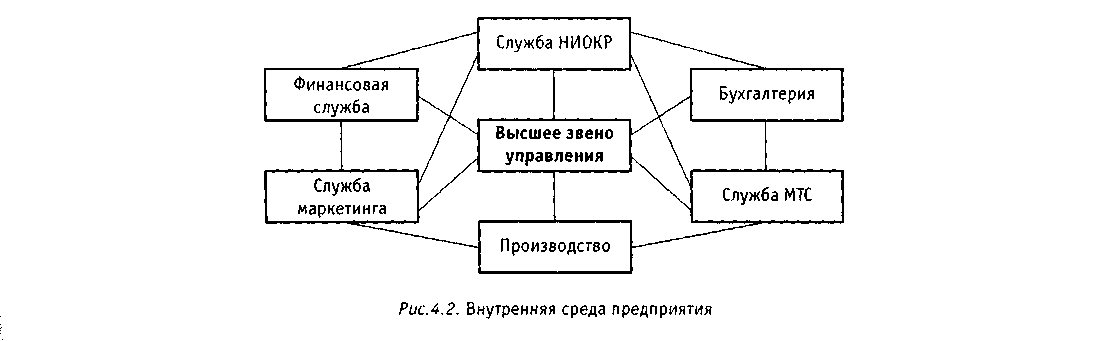 Служба НИОКР
Финансовая
служба
Бухгалтерия
Высшее звено
управления
Служба
маркетинга
Служба МТС
Производство
Рис.4.2. Внутренняя среда предприятия